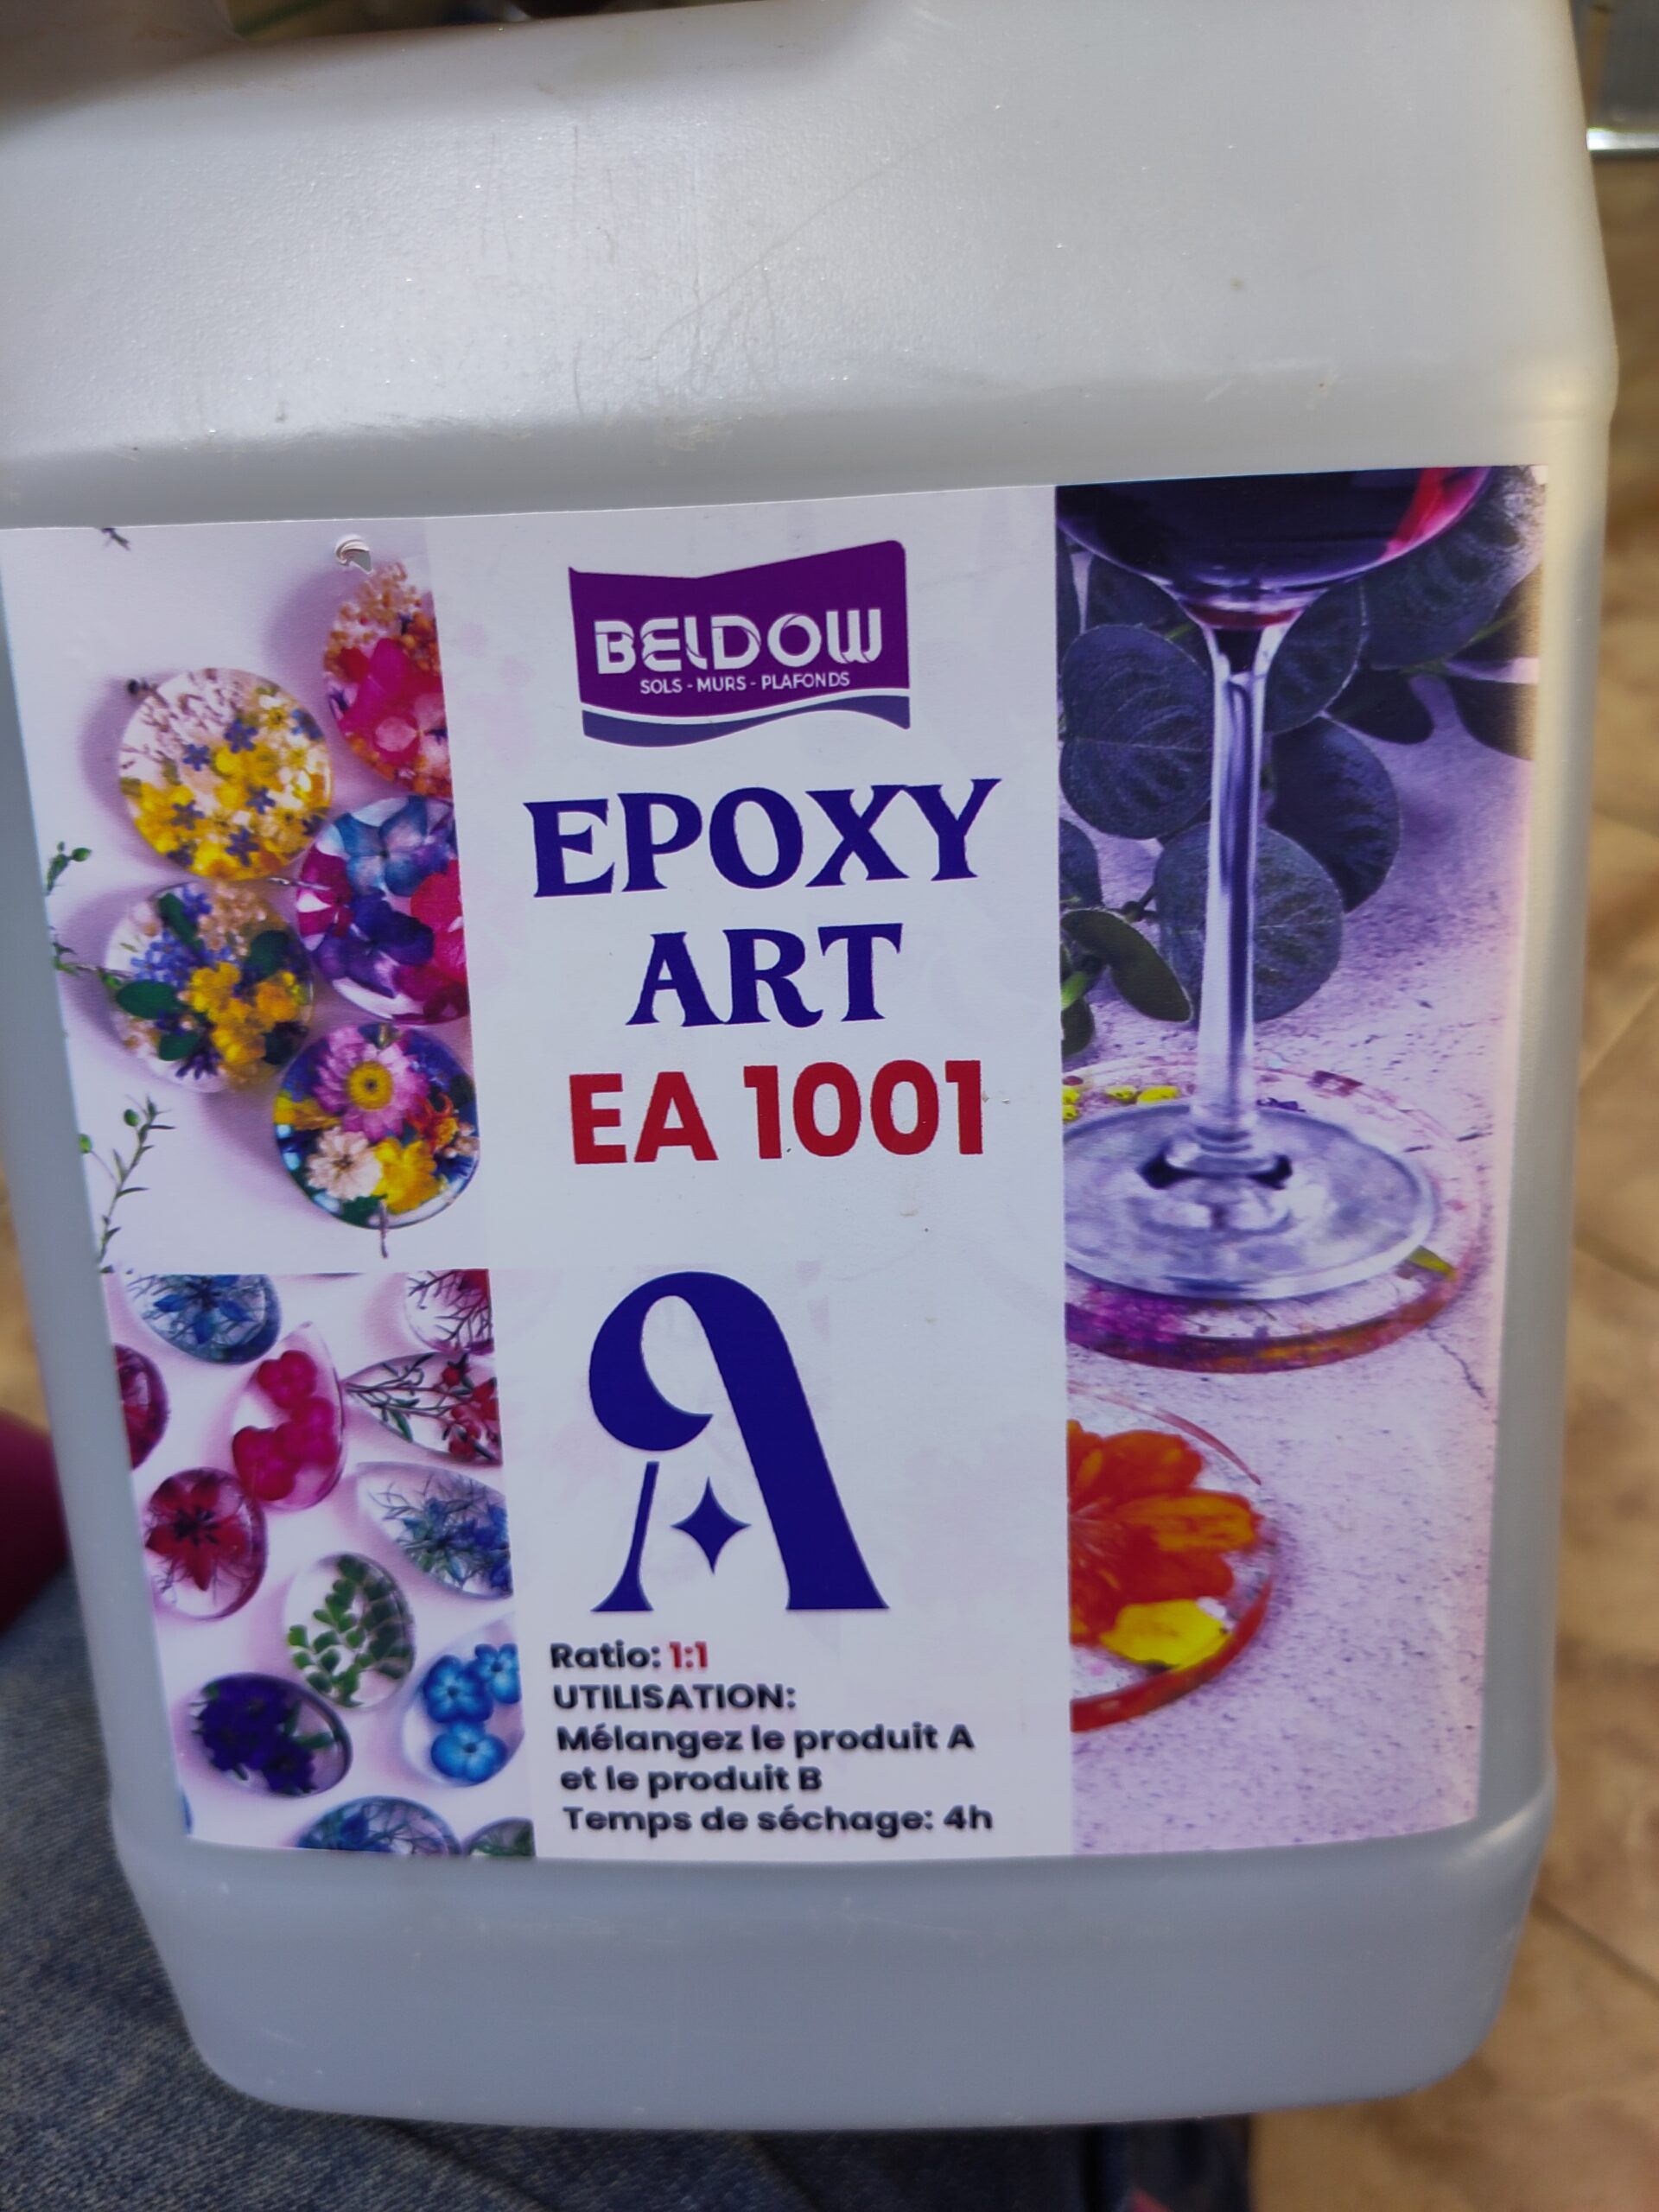 BELDOW
SOLS - MURS - PLAFONDS
EPOXY
ART
EA 1001
A
Ratio: 1:1
UTILISATION:
Mélangez le produit A
et le produit B
Temps de séchage: 4h